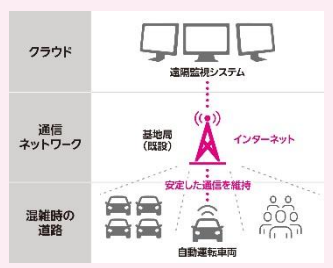 クラウド
遠隔監視システム
通信
ネットワーク
基地局
(既設)
インターネット
安定した通信を維持
混雑時の
道路
自動運転車両